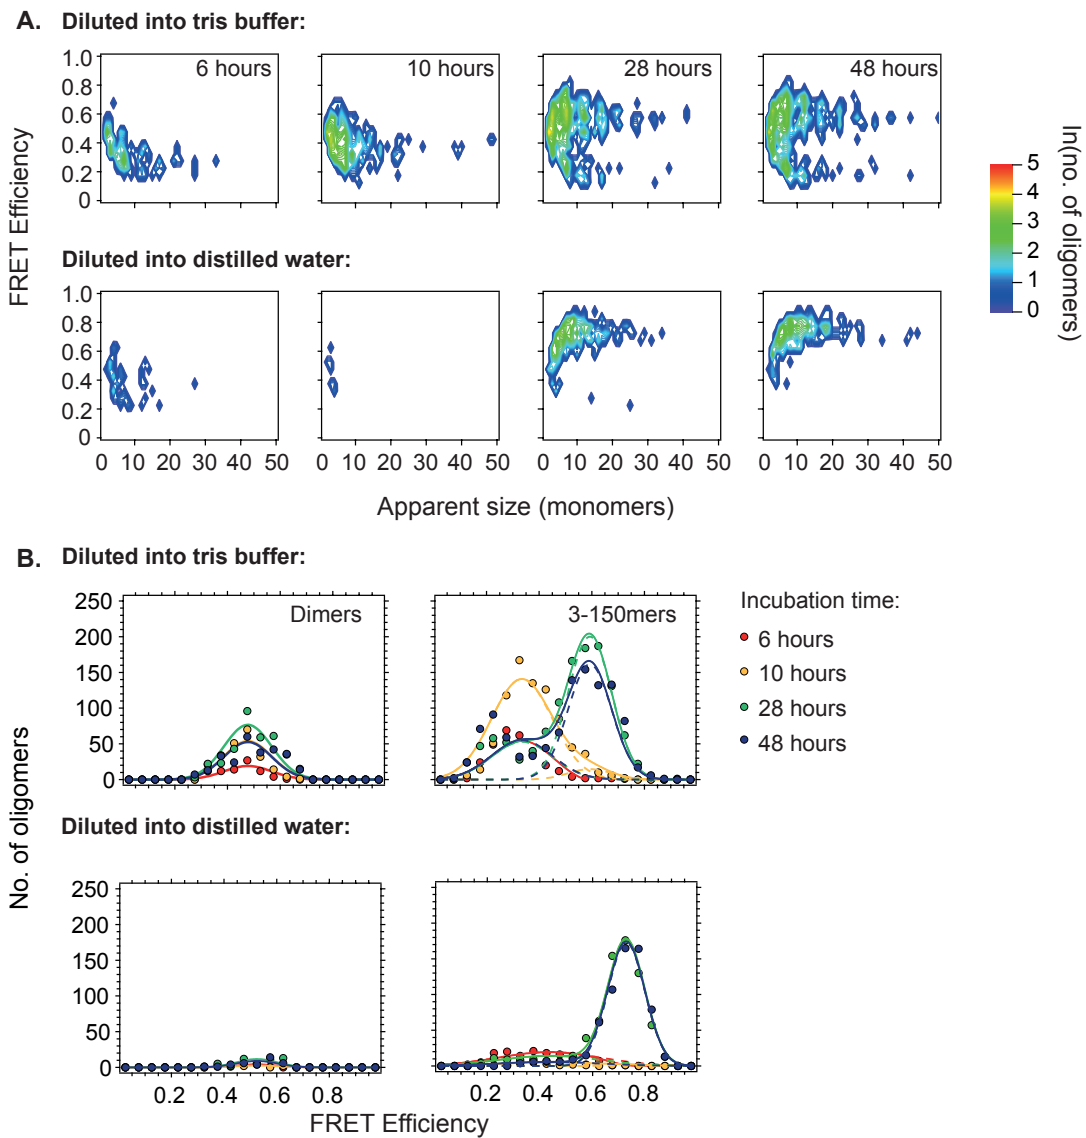 A. Diluted into tris buffer:
6 hours 10 hours 28 hours 48 hours
1.0
0.8
0.6
0.4
0.2
0
FRET Efficiency
5
4
3
2
1
0
ln(no. of oligomers)
Diluted into distilled water:
1.0
0.8
0.6
0.4
0.2
0
0 10 20 30 40 50 0 10 20 30 40 50 0 10 20 30 40 50 0 10 20 30 40 50
Apparent size (monomers)
B. Diluted into tris buffer:
Dimers 3-150mers
250
200
150
100
50
0
Incubation time:
6 hours
10 hours
28 hours
48 hours
No. of oligomers
Diluted into distilled water:
250
200
150
100
50
0
0.2 0.4 0.6 0.8 0.2 0.4 0.6 0.8
FRET Efficiency